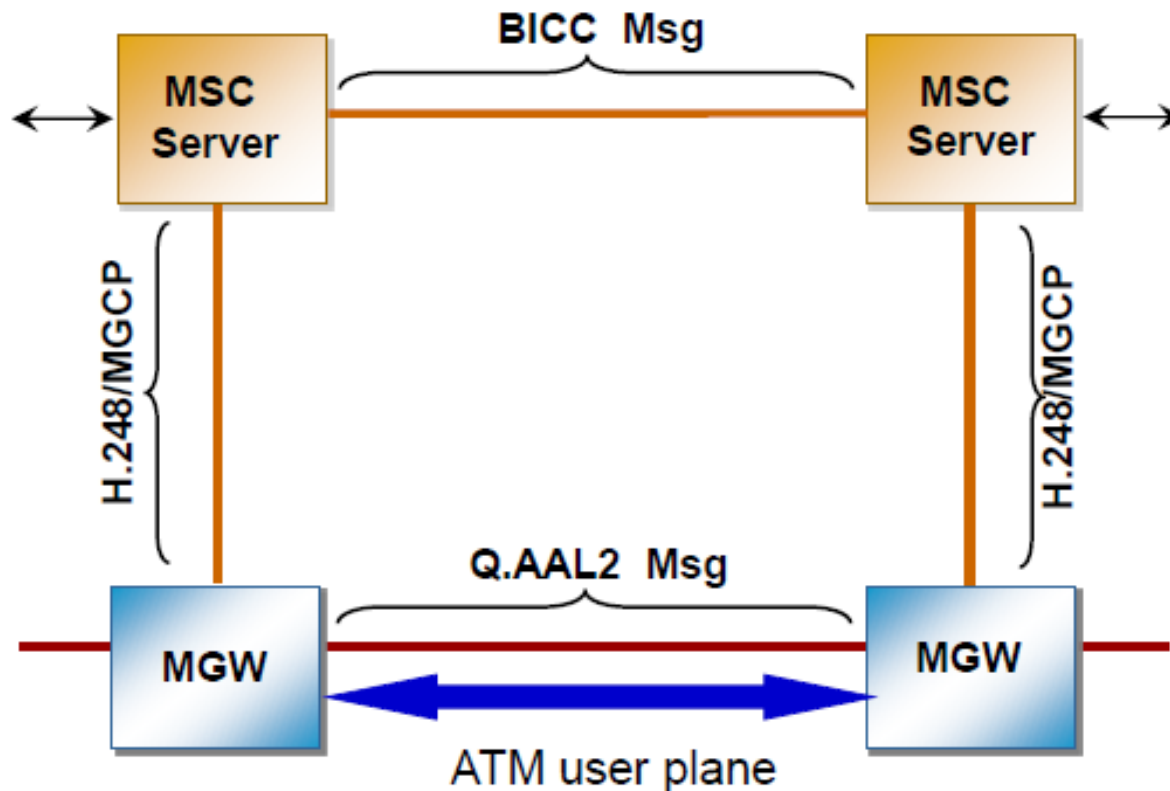 BICC Msg
MSC
Server
MSC
Server
H.248/MGCP
H.248/MGCP
Q.AAL2 Msg
MGW
MGW
ATM user plane